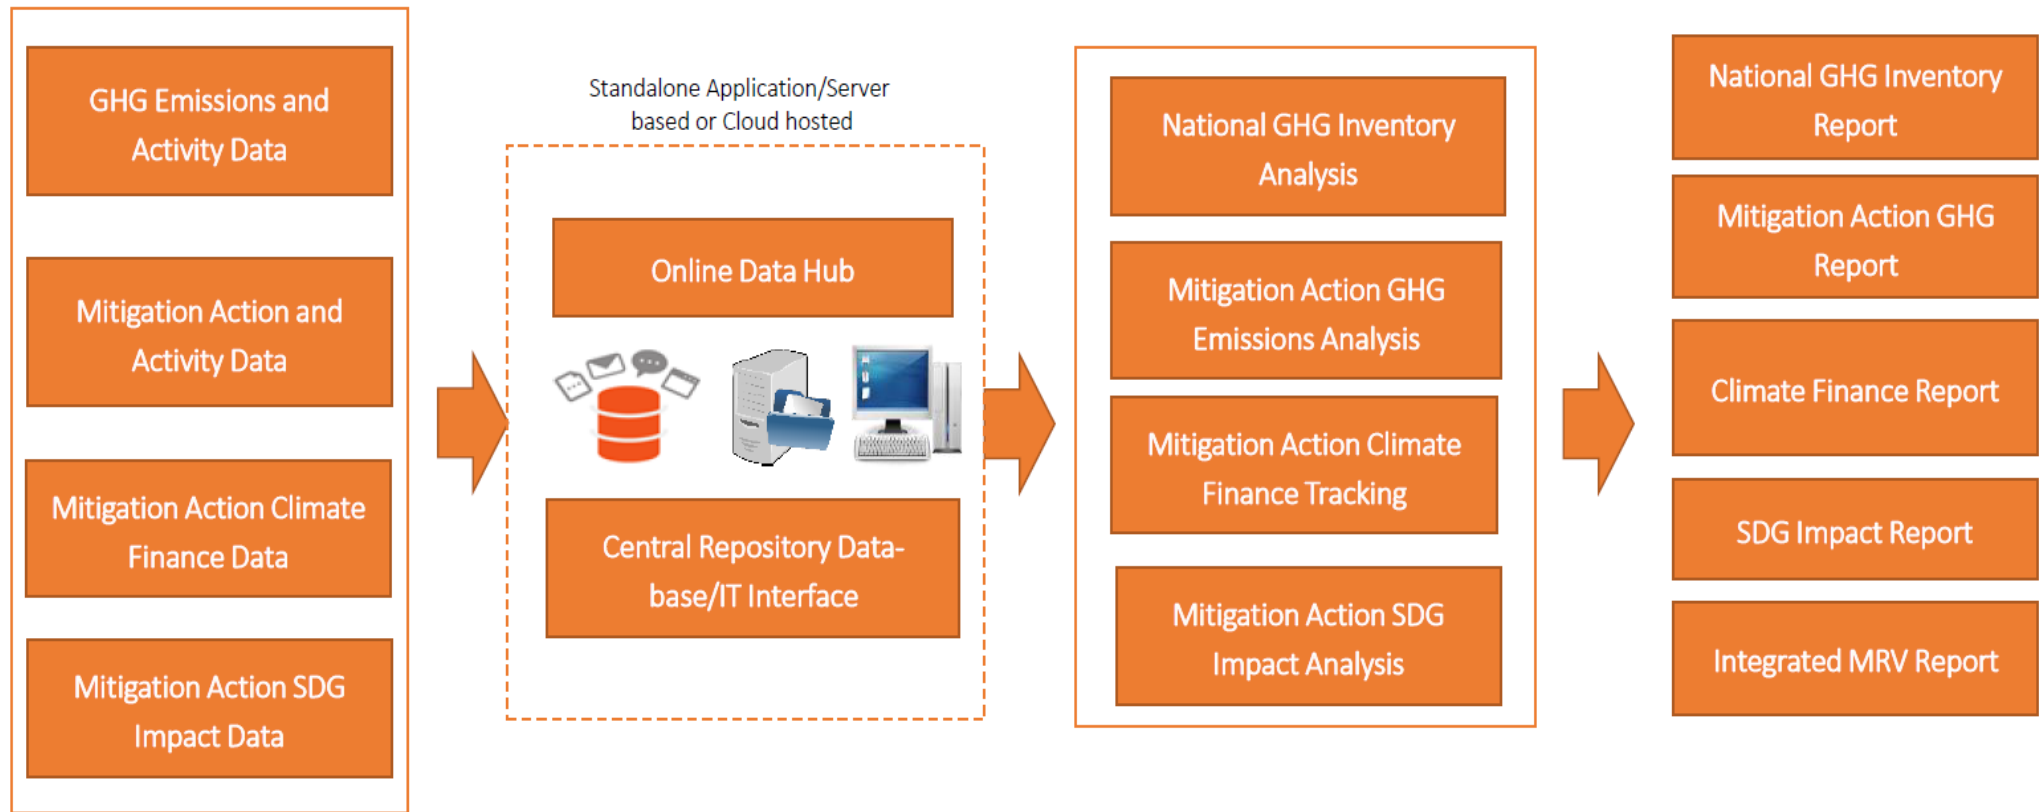 GHG Emissions and
Activity Data
Mitigation Action and
Activity Data
Mitigation Action Climate
Finance Data
Mitigation Action SDG
Impact Data
Standalone Application/Server
based or Cloud hosted
Online Data Hub
Central Repository Data-
base/IT Interface
National GHG Inventory
Analysis
Mitigation Action GHG
Emissions Analysis
Mitigation Action Climate
Finance Tracking
Mitigation Action SDG
Impact Analysis
National GHG Inventory
Report
Mitigation Action GHG
Report
Climate Finance Report
SDG Impact Report
Integrated MRV Report